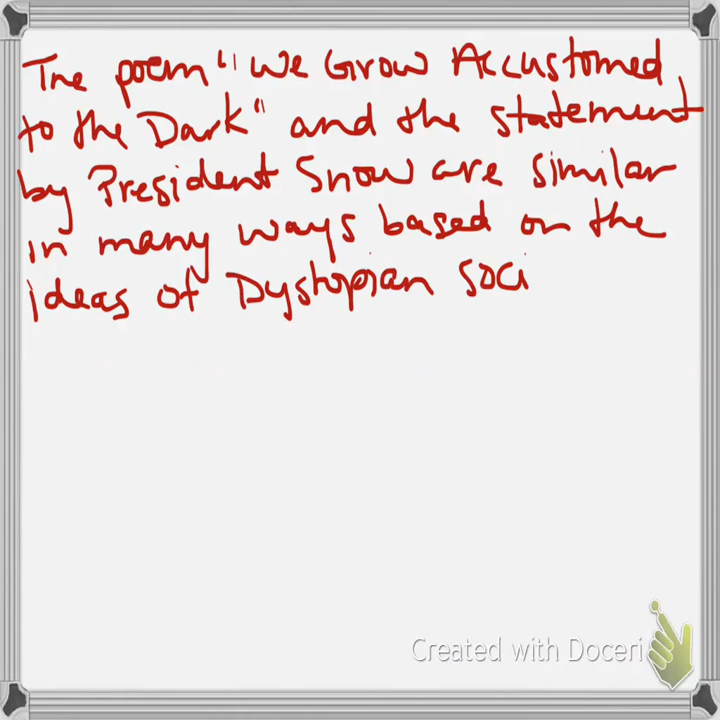 The poem "We Grow Accustomed
to the Dark" and the statement
by President Snow are similar
in many ways based on the
ideas of Dystopian soci
Created with Doceri